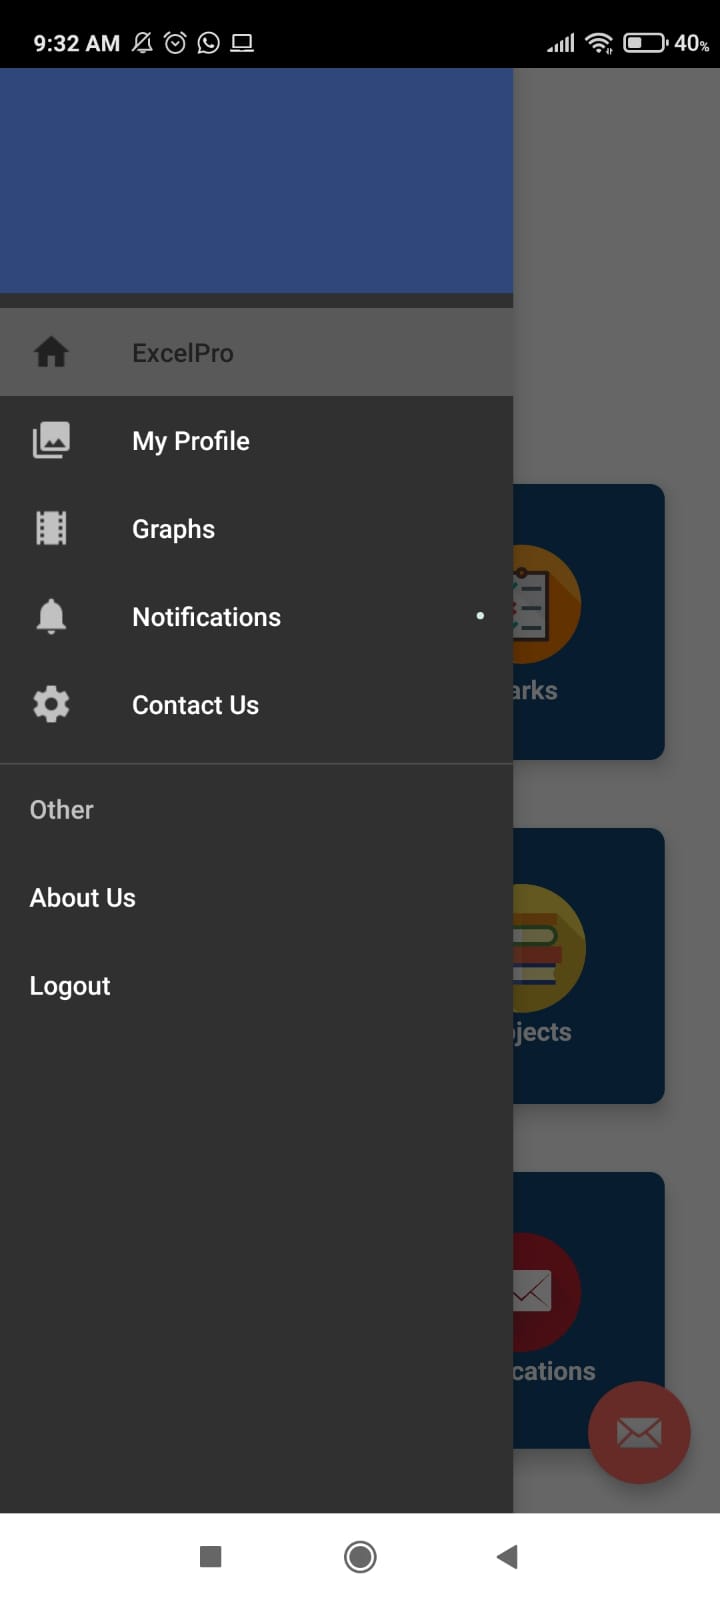 9:32 AM 40%
ExcelPro
My Profile
Graphs
Notifications
Contact Us
Other
About Us
Logout
arks
jects
cations